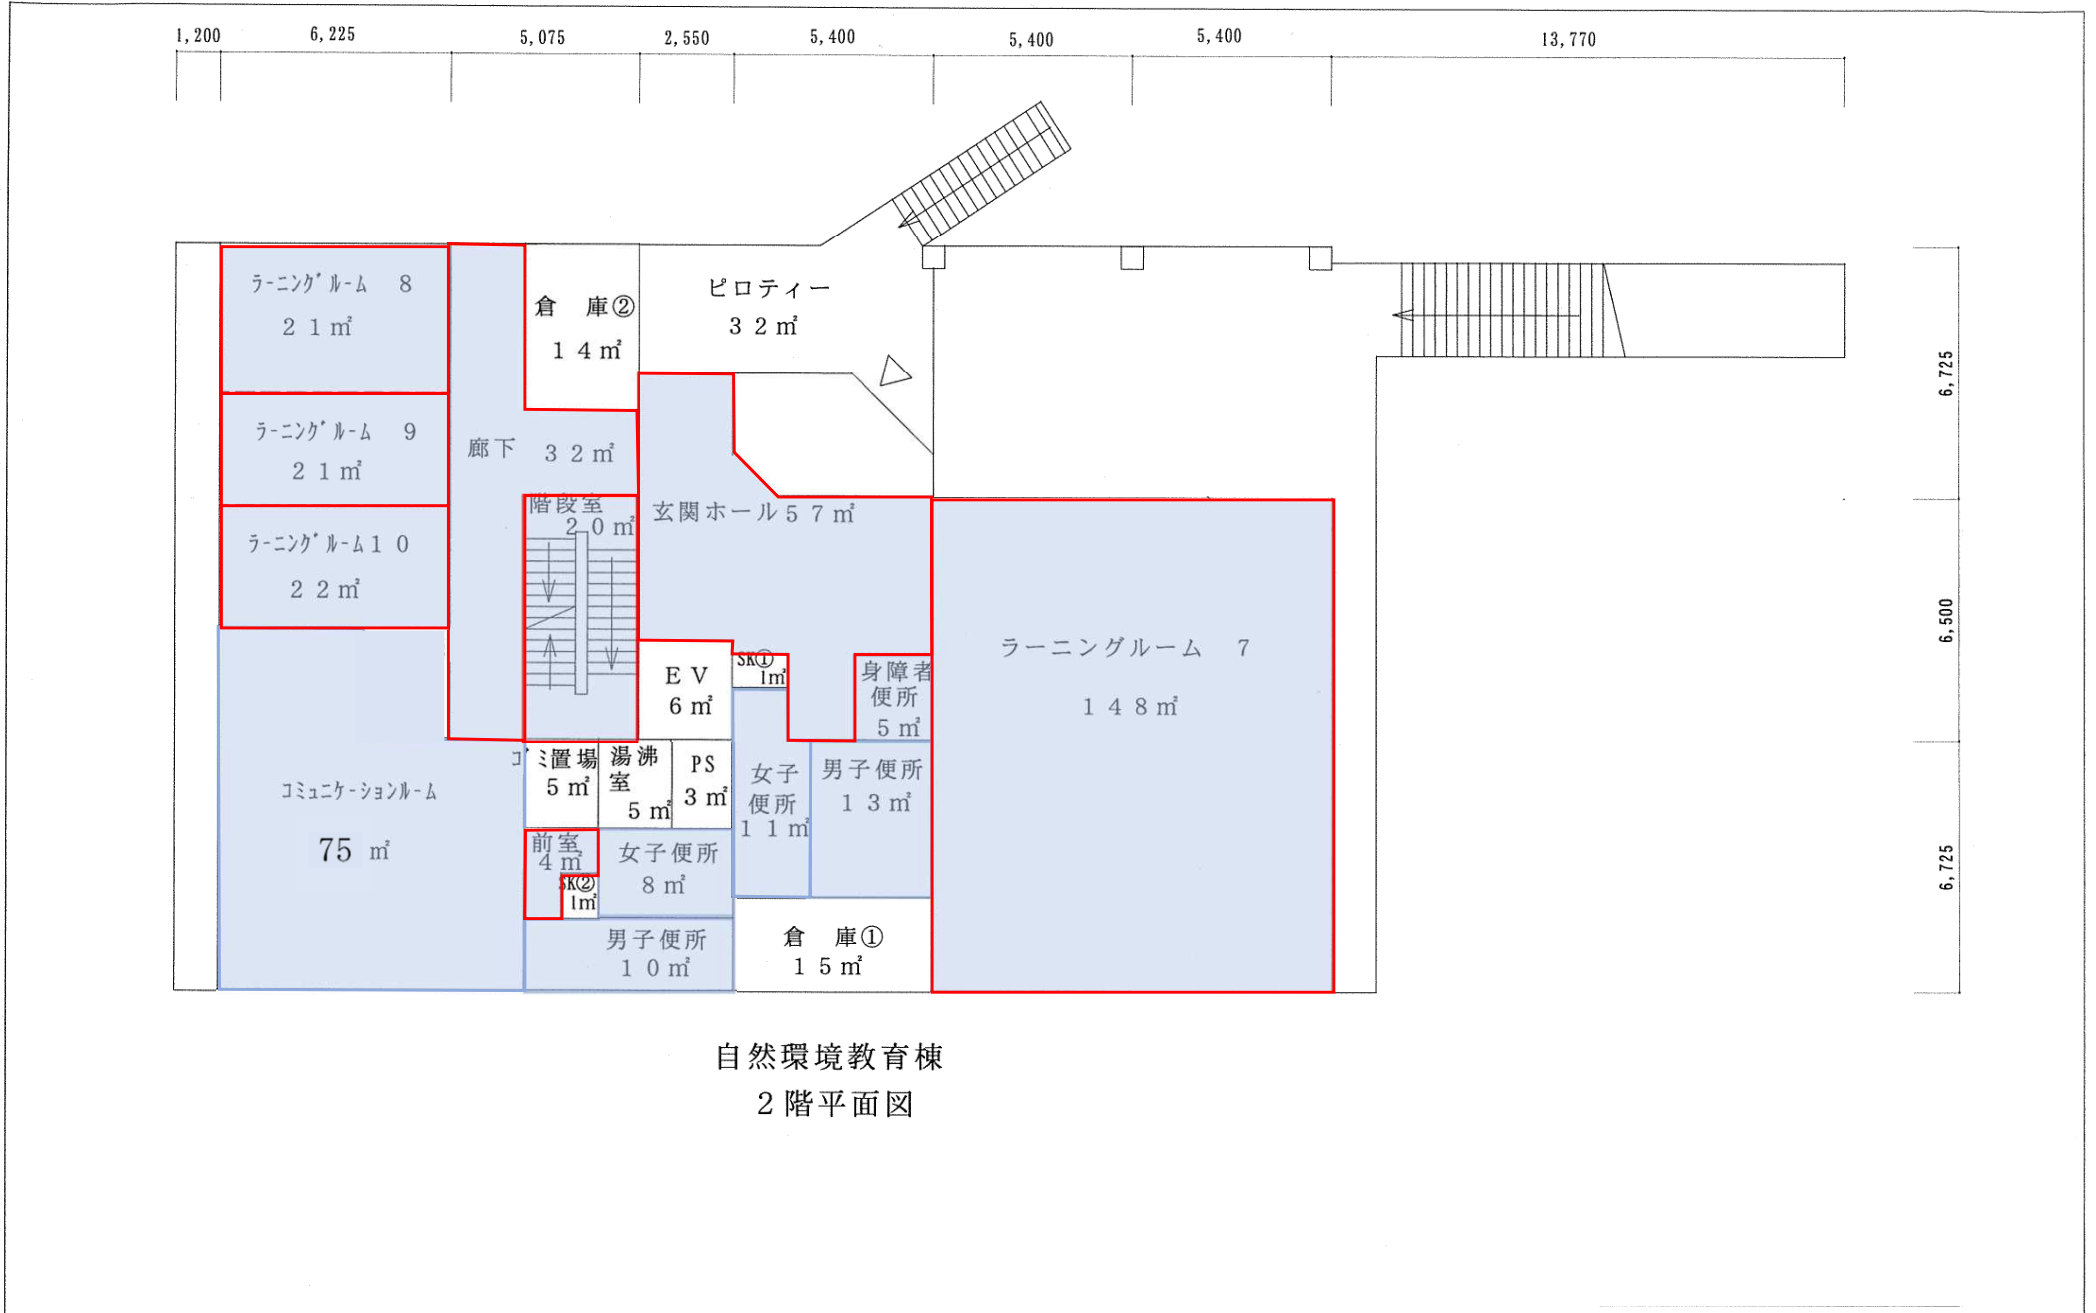 1,200
6,225
5,075
2,550
5,400
5,400
5,400
13,770
ラーニングルーム　8
２１㎡
倉　庫②
１４㎡
ピロティー
３２㎡
6,725
ラーニングルーム　9
２１㎡
廊下　３２㎡
階段室
２０㎡
玄関ホール５７㎡
ラーニングルーム１０
２２㎡
6,500
ラーニングルーム　7
１４８㎡
ＥＶ
６㎡
SK①
1㎡
身障者
便所
５㎡
コミュニケーションルーム
75 ㎡
ゴミ置場
５㎡
湯沸
室
５㎡
PS
３㎡
女子
便所
１１㎡
男子便所
１３㎡
前室
４㎡
SK②
1㎡
女子便所
８㎡
6,725
男子便所
１０㎡
倉　庫①
１５㎡
自然環境教育棟
２階平面図